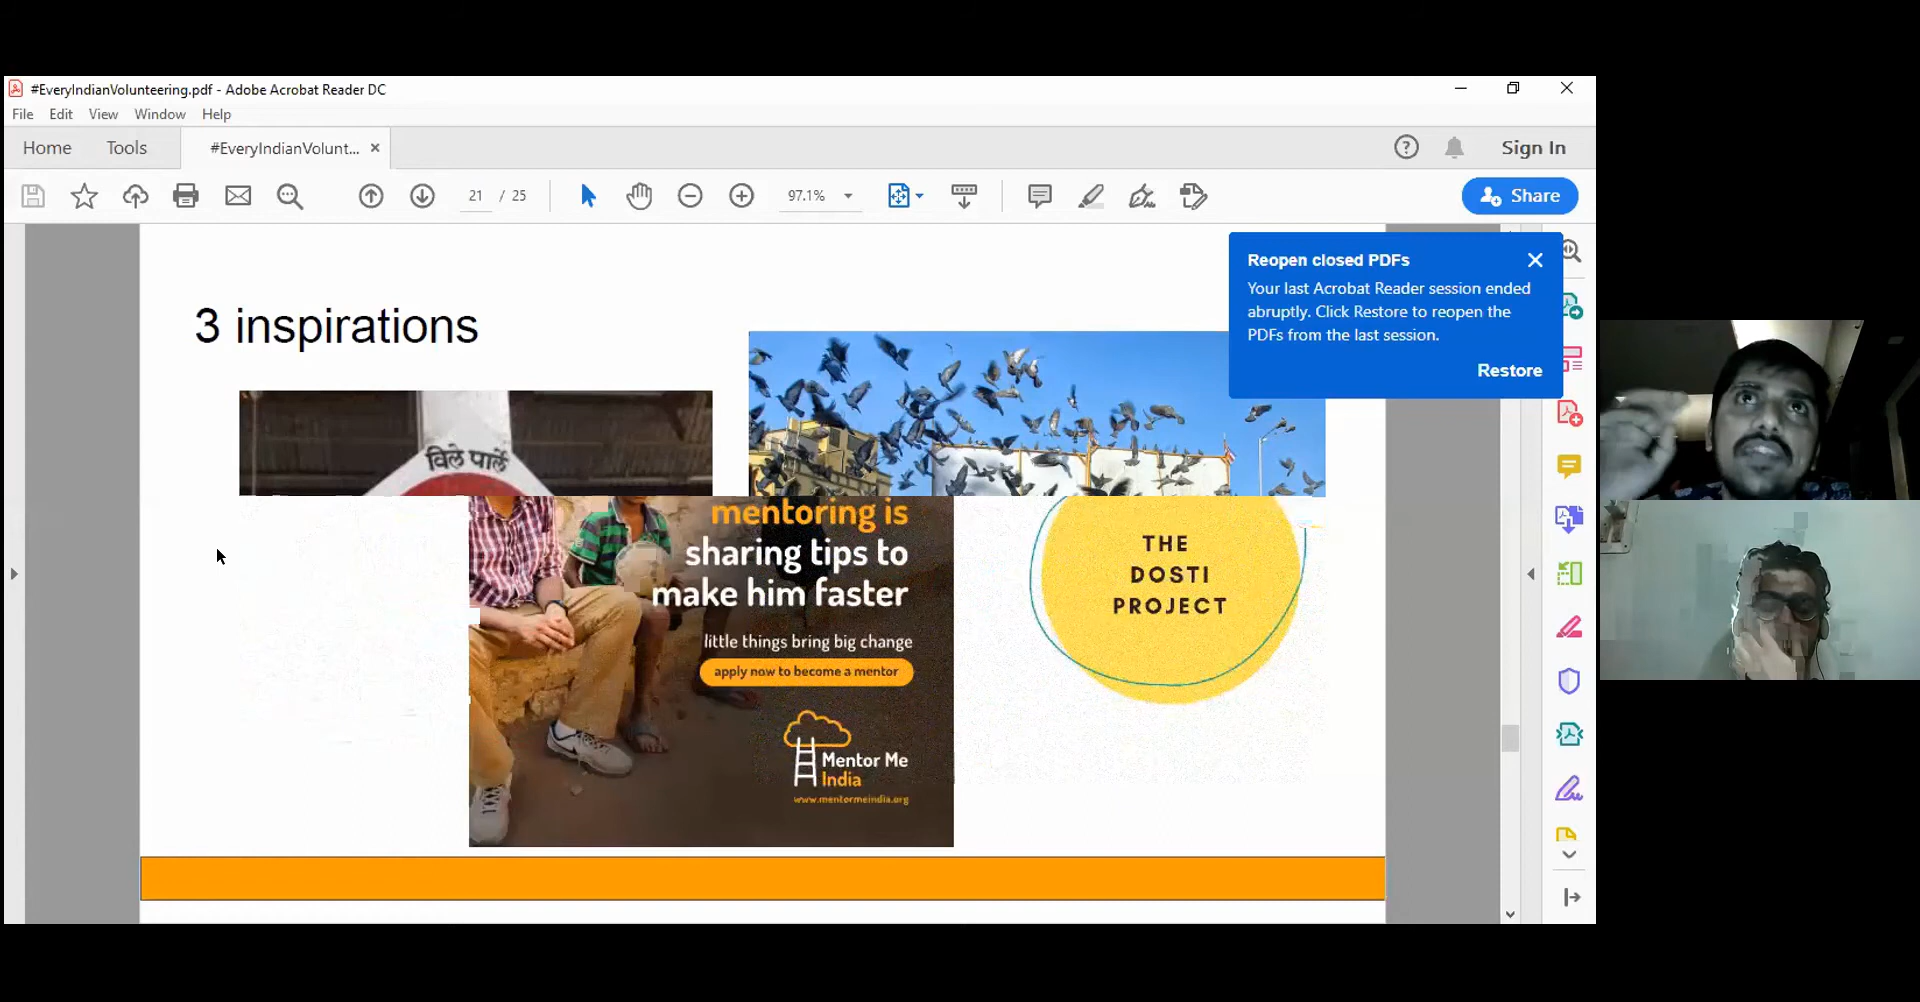 #EveryIndianVolunteering.pdf - Adobe Acrobat Reader DC
File Edit View Window Help
Home Tools #EveryIndianVolunt... Sign In
21 / 25 97.1% Share
Reopen closed PDFs
Your last Acrobat Reader session ended
abruptly. Click Restore to reopen the
PDFs from the last session.
Restore
3 inspirations
विले पार्ले
mentoring is
sharing tips to
make him faster
little things bring big change
apply now to become a mentor
Mentor Me
India
www.mentormeindia.org
THE
DOSTI
PROJECT